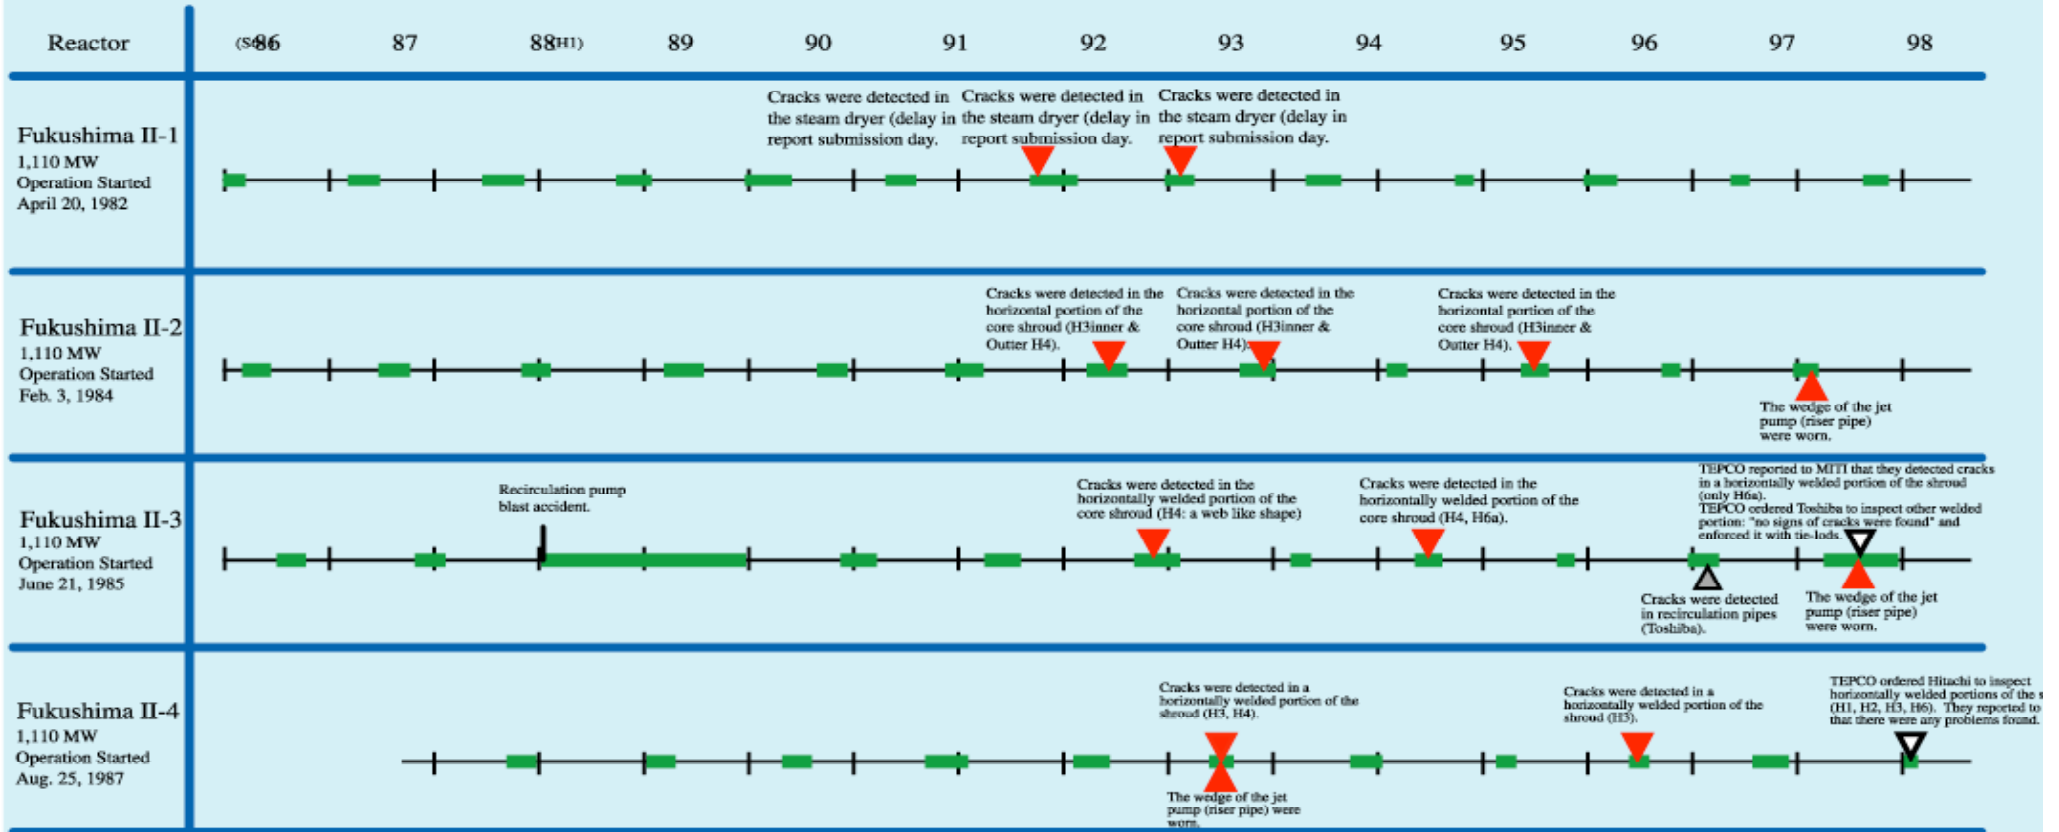 Reactor (S61) 86 87 88(H1) 89 90 91 92 93 94 95 96 97 98
Fukushima II-1
1,110 MW
Operation Started
April 20, 1982
Cracks were detected in
the steam dryer (delay in
report submission day.
Cracks were detected in
the steam dryer (delay in
report submission day.
Cracks were detected in
the steam dryer (delay in
report submission day.
Fukushima II-2
1,110 MW
Operation Started
Feb. 3, 1984
Cracks were detected in the
horizontal portion of the
core shroud (H3inner &
Outter H4).
Cracks were detected in the
horizontal portion of the
core shroud (H3inner &
Outter H4).
Cracks were detected in the
horizontal portion of the
core shroud (H3inner &
Outter H4).
The wedge of the jet
pump (riser pipe)
were worn.
Fukushima II-3
1,110 MW
Operation Started
June 21, 1985
Recirculation pump
blast accident.
Cracks were detected in the
horizontally welded portion of the
core shroud (H4: a web like shape)
Cracks were detected in the
horizontally welded portion of the
core shroud (H4, H6a).
TEPCO reported to MITI that they detected cracks
in a horizontally welded portion of the shroud
(only H6a).
TEPCO ordered Toshiba to inspect other welded
portion: "no signs of cracks were found" and
enforced it with tie-lods.
Cracks were detected
in recirculation pipes
(Toshiba).
The wedge of the jet
pump (riser pipe)
were worn.
Fukushima II-4
1,110 MW
Operation Started
Aug. 25, 1987
Cracks were detected in a
horizontally welded portion of the
shroud (H3, H4).
The wedge of the jet
pump (riser pipe) were
worn.
Cracks were detected in a
horizontally welded portion of the
shroud (H3).
TEPCO ordered Hitachi to inspect
horizontally welded portions of the s
(H1, H2, H3, H6). They reported to
that there were any problems found.